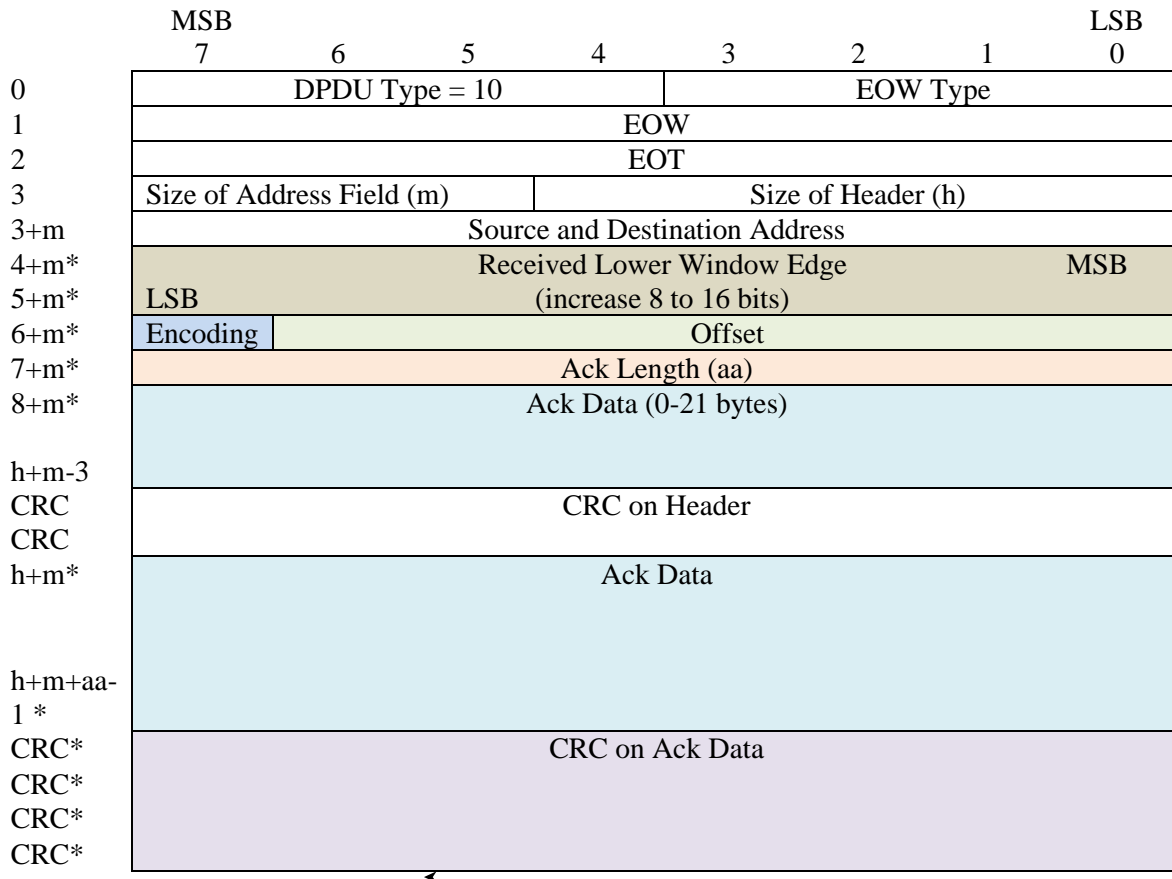 MSB LSB
7 6 5 4 3 2 1 0
0 DPDU Type = 10 EOW Type
1 EOW
2 EOT
3 Size of Address Field (m) Size of Header (h)
3+m Source and Destination Address
4+m* Received Lower Window Edge MSB
5+m* LSB (increase 8 to 16 bits)
6+m* Encoding Offset
7+m* Ack Length (aa)
8+m* Ack Data (0-21 bytes)
h+m-3
CRC CRC on Header
CRC
h+m* Ack Data
h+m+aa-
1 *
CRC* CRC on Ack Data
CRC*
CRC*
CRC*